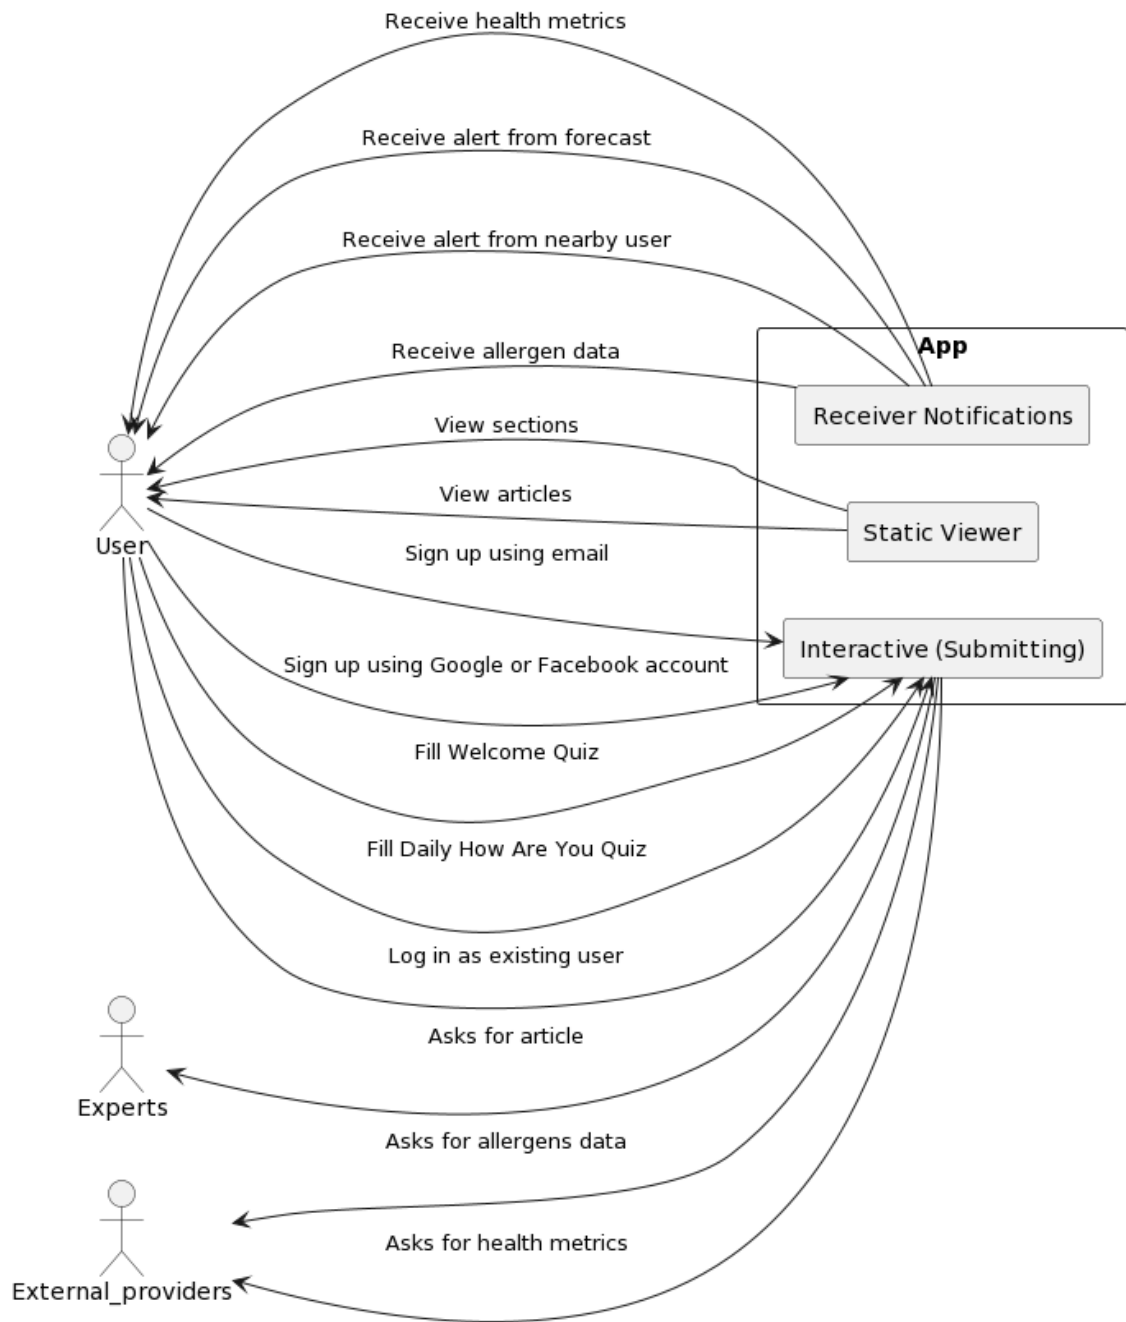 Receive health metrics
Receive alert from forecast
Receive alert from nearby user
App
Receive allergen data
Receiver Notifications
View sections
View articles
Static Viewer
User
Sign up using email
Interactive (Submitting)
Sign up using Google or Facebook account
Fill Welcome Quiz
Fill Daily How Are You Quiz
Log in as existing user
Asks for article
Experts
Asks for allergens data
Asks for health metrics
External_providers